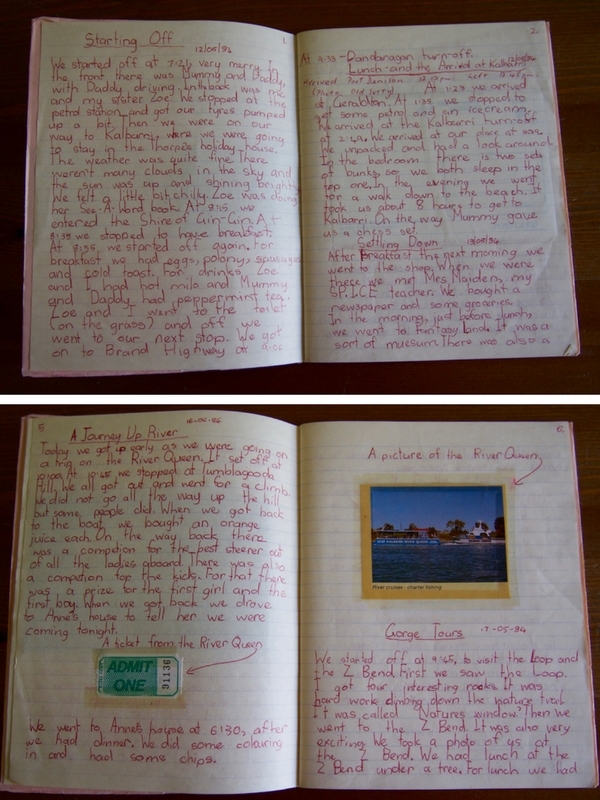 Starting Off
12/05/94
1.
We started off at 7:21, very merry. In
the front there was Mummy and Daddy,
with Daddy driving. In the back was me
and my sister Zoe. We stopped at the
petrol station and got our tyres pumped
up a bit, then we were on our
way to Kalbarri, were we were going
to stay in the Thorpe's holiday house.
The weather was quite fine. There
weren't many clouds in the sky and
the sun was up and shining brightly
We felt a little bit chilly. Zoe was doing
her See-A-Word book. At 8:15 we
entered the Shire of Gin-Gin. At
8:35 we stopped to have breakfast.
At 8:55, we started off again. For
breakfast we had eggs, polony, sausage
and cold toast. For drinks, Zoe
and I had hot milo and Mummy
and Daddy had peppermint tea.
Zoe and I went to the toilet
(on the grass) and off we
went to our next stop. We got
on to Brand Highway at 9:06
2.
At 9:35 - Dandaragan turn-off.
Lunch and the Arrival at Kalbarri
12/05/94
Arrived Port Denison
At 1:29 we arrived
at Geraldton. At 1:35 we stopped to
get some petrol and an icecream.
We arrived at the Kalbarri turn-off
at 2:49. We arrived at our place at
We unpacked and had a look around.
In the bedroom there is two sets
of bunks, so we both sleep in the
top one. In the evening we went
for a walk down to the beach. It
took us about 8 hours to get to
Kalbarri. On the way Mummy gave
us a chess set.
Settling Down
13/05/94
After Breakfast the next morning we
went to the shop. When we were
there we met Mrs Maiden, my
SPICE teacher. We bought a
newspaper and some groceries.
In the morning, just before lunch,
we went to Fantasy Land. It was a
sort of muesum. There was also a
5
A Journey Up River
Today we got up early as we were going on
a trip on the River Queen. It set off at
10:00. At 10:45 we stopped at Tumblagooda
Hill. We all got out and went for a climb.
We did not go all the way up the hill
but some people did. When we got back
to the boat we bought an orange
juice each. On the way back there
was a competion for the best steerer out
of all the ladies aboard. There was also
a competion for the kids. For that there
was a prize for the first girl and the
first boy. When we got back we drove
to Anne's house to tell her we were
coming tonight.
A ticket from the River Queen
ADMIT
ONE
91136
We went to Anne's house at 6:30, after
we had dinner. We did some colouring
in and had some chips.
6.
A picture of the River Queen
River cruises - charter fishing
Gorge Tours
17-05-94
We started off at 9:45, to visit the Loop and
the Z Bend. First we saw the Loop.
I got four interesting rocks. It was
hard work climbing down the nature trail
It was called Natures window. Then we
went to the Z Bend. It was also very
exciting. We took a photo of us at
the Z Bend. We had lunch at the
Z Bend under a tree. For lunch we had